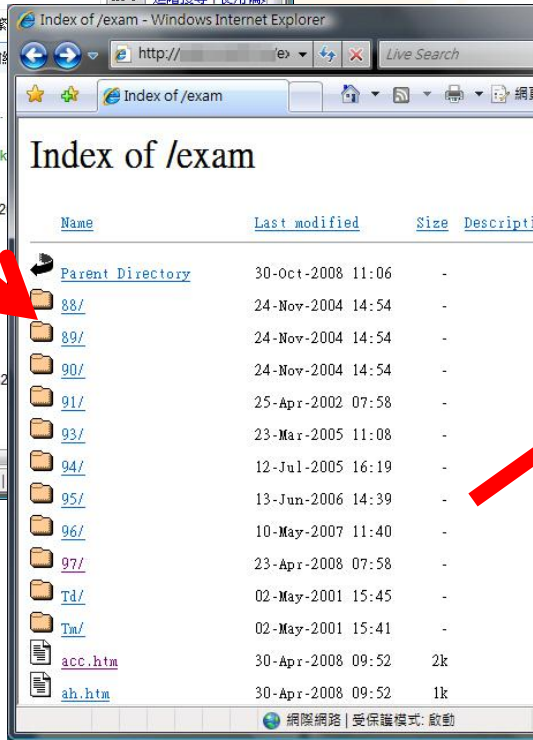 Index of /exam - Windows Internet Explorer
http://
Live Search
Index of /exam
Index of /exam
Name Last modified Size Descripti
Parent Directory 30-Oct-2008 11:06 -
88/ 24-Nov-2004 14:54 -
89/ 24-Nov-2004 14:54 -
90/ 24-Nov-2004 14:54 -
91/ 25-Apr-2002 07:58 -
93/ 23-Mar-2005 11:08 -
94/ 12-Jul-2005 16:19 -
95/ 13-Jun-2006 14:39 -
96/ 10-May-2007 11:40 -
97/ 23-Apr-2008 07:58 -
Td/ 02-May-2001 15:45 -
Tm/ 02-May-2001 15:41 -
acc.htm 30-Apr-2008 09:52 2k
ah.htm 30-Apr-2008 09:52 1k
網際網路 | 受保護模式: 啟動